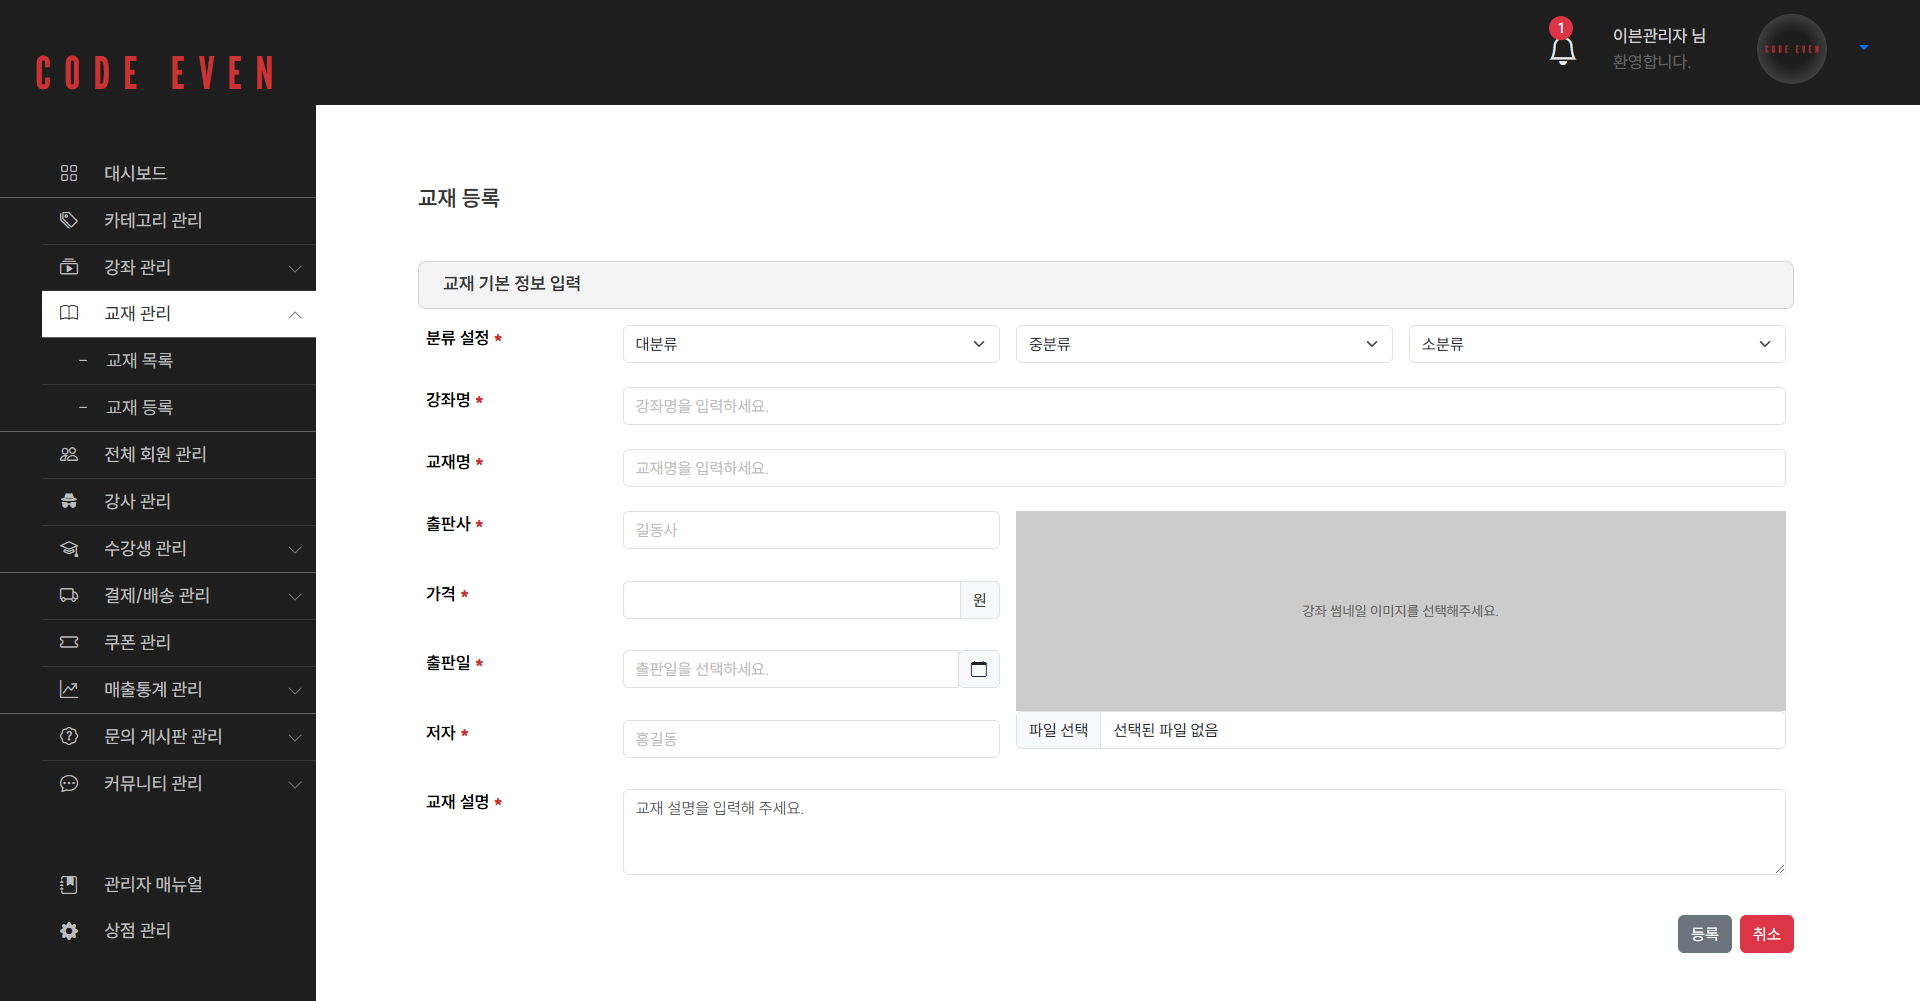 CODE EVEN
1
이븐관리자 님
환영합니다.
CODE EVEN
대시보드
카테고리 관리
강좌 관리
교재 관리
- 교재 목록
- 교재 등록
전체 회원 관리
강사 관리
수강생 관리
결제/배송 관리
쿠폰 관리
매출통계 관리
문의 게시판 관리
커뮤니티 관리
관리자 매뉴얼
상점 관리
교재 등록
교재 기본 정보 입력
분류 설정 *
대분류
중분류
소분류
강좌명 *
강좌명을 입력하세요.
교재명 *
교재명을 입력하세요.
출판사 *
길동사
가격 *
원
출판일 *
출판일을 선택하세요.
저자 *
홍길동
강좌 썸네일 이미지를 선택해주세요.
파일 선택 선택된 파일 없음
교재 설명 *
교재 설명을 입력해 주세요.
등록
취소